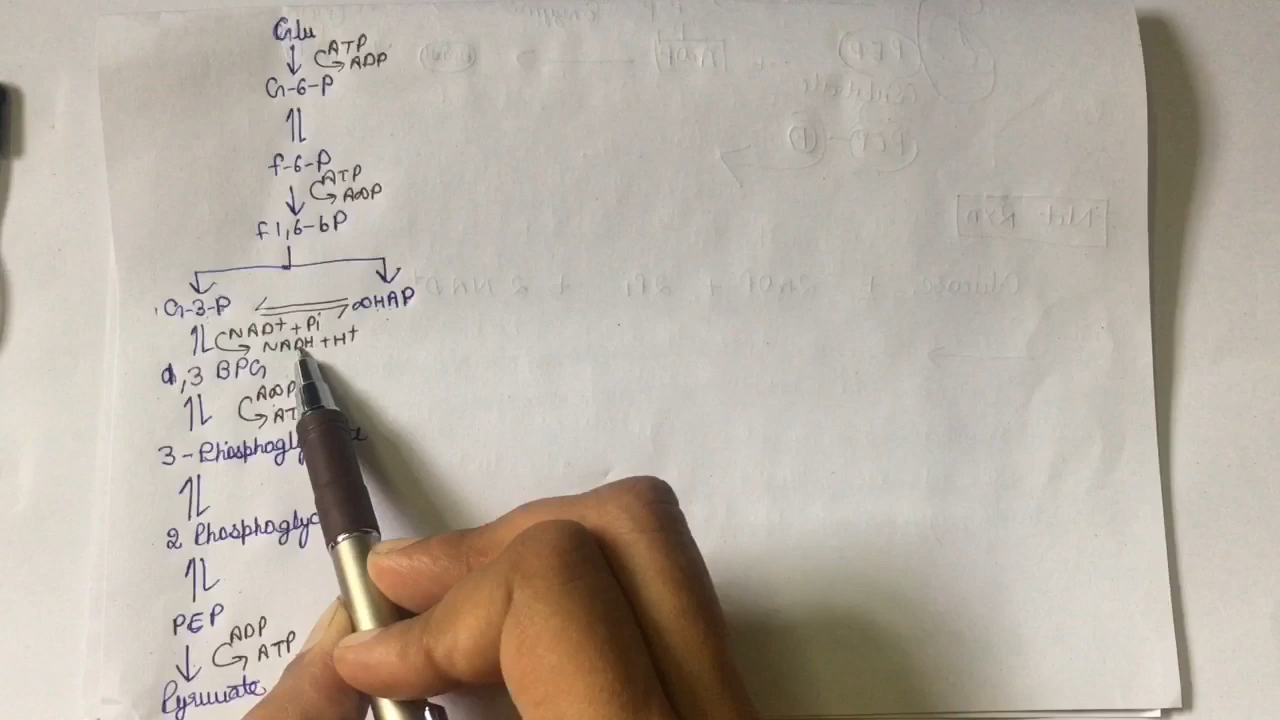 Glu
ATP
ADP
G-6-P
f-6-P
ATP
ADP
f1,6-bP
G-3-P
DHAP
NAD+ + Pi
NADH + H+
1,3 BPG
ADP
AT
3-Phosphogly
2 Phosphoglyc
PEP
ADP
ATP
Pyruvate